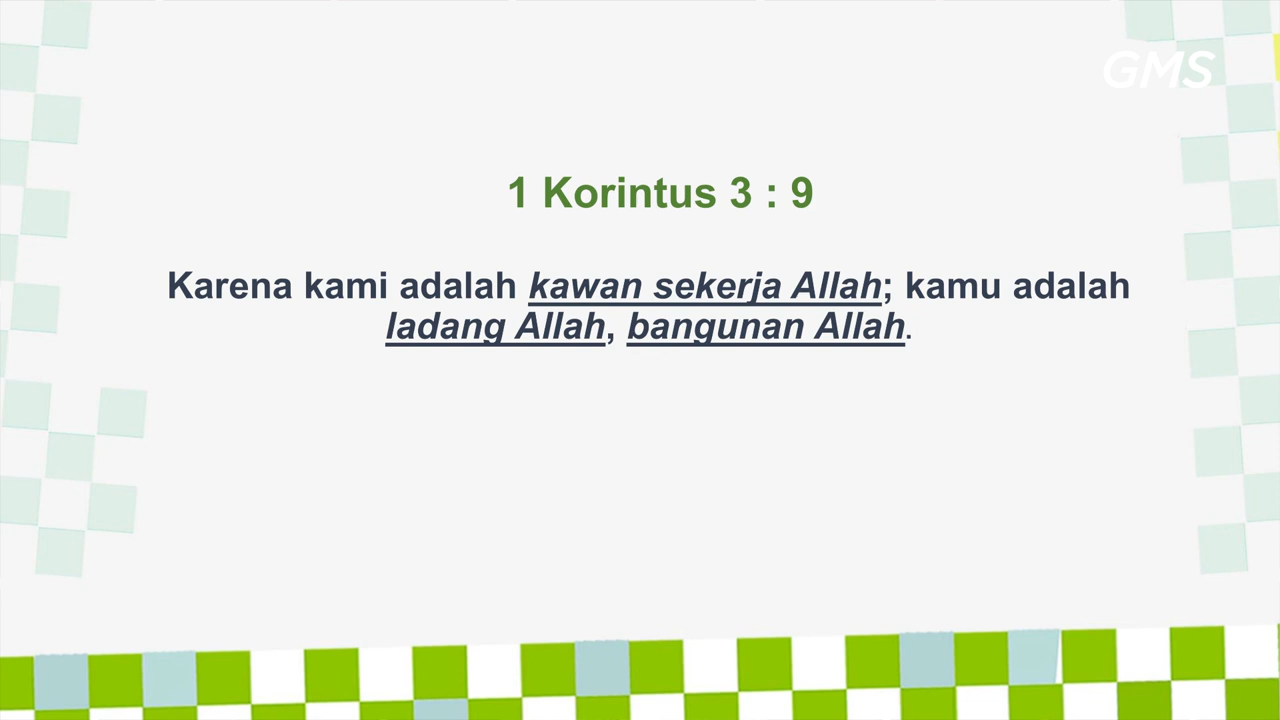 GMS
1 Korintus 3 : 9
Karena kami adalah kawan sekerja Allah; kamu adalah
ladang Allah, bangunan Allah.